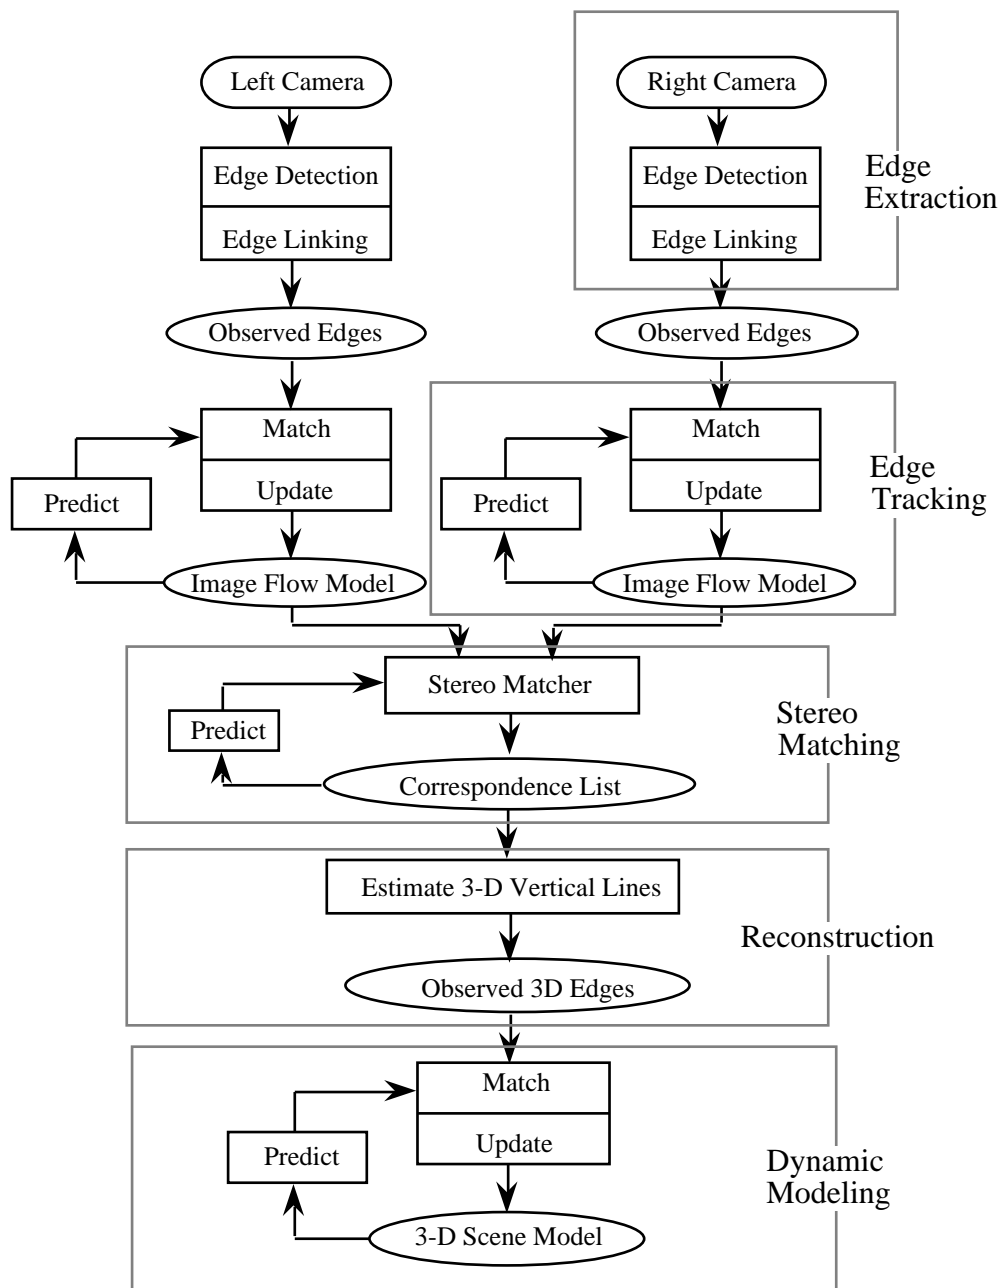 Left Camera
Right Camera
Edge Detection
Edge Linking
Edge Detection
Edge Linking
Edge
Extraction
Observed Edges
Observed Edges
Match
Update
Predict
Match
Update
Predict
Edge
Tracking
Image Flow Model
Image Flow Model
Stereo Matcher
Predict
Correspondence List
Stereo
Matching
Estimate 3-D Vertical Lines
Observed 3D Edges
Reconstruction
Match
Update
Predict
3-D Scene Model
Dynamic
Modeling